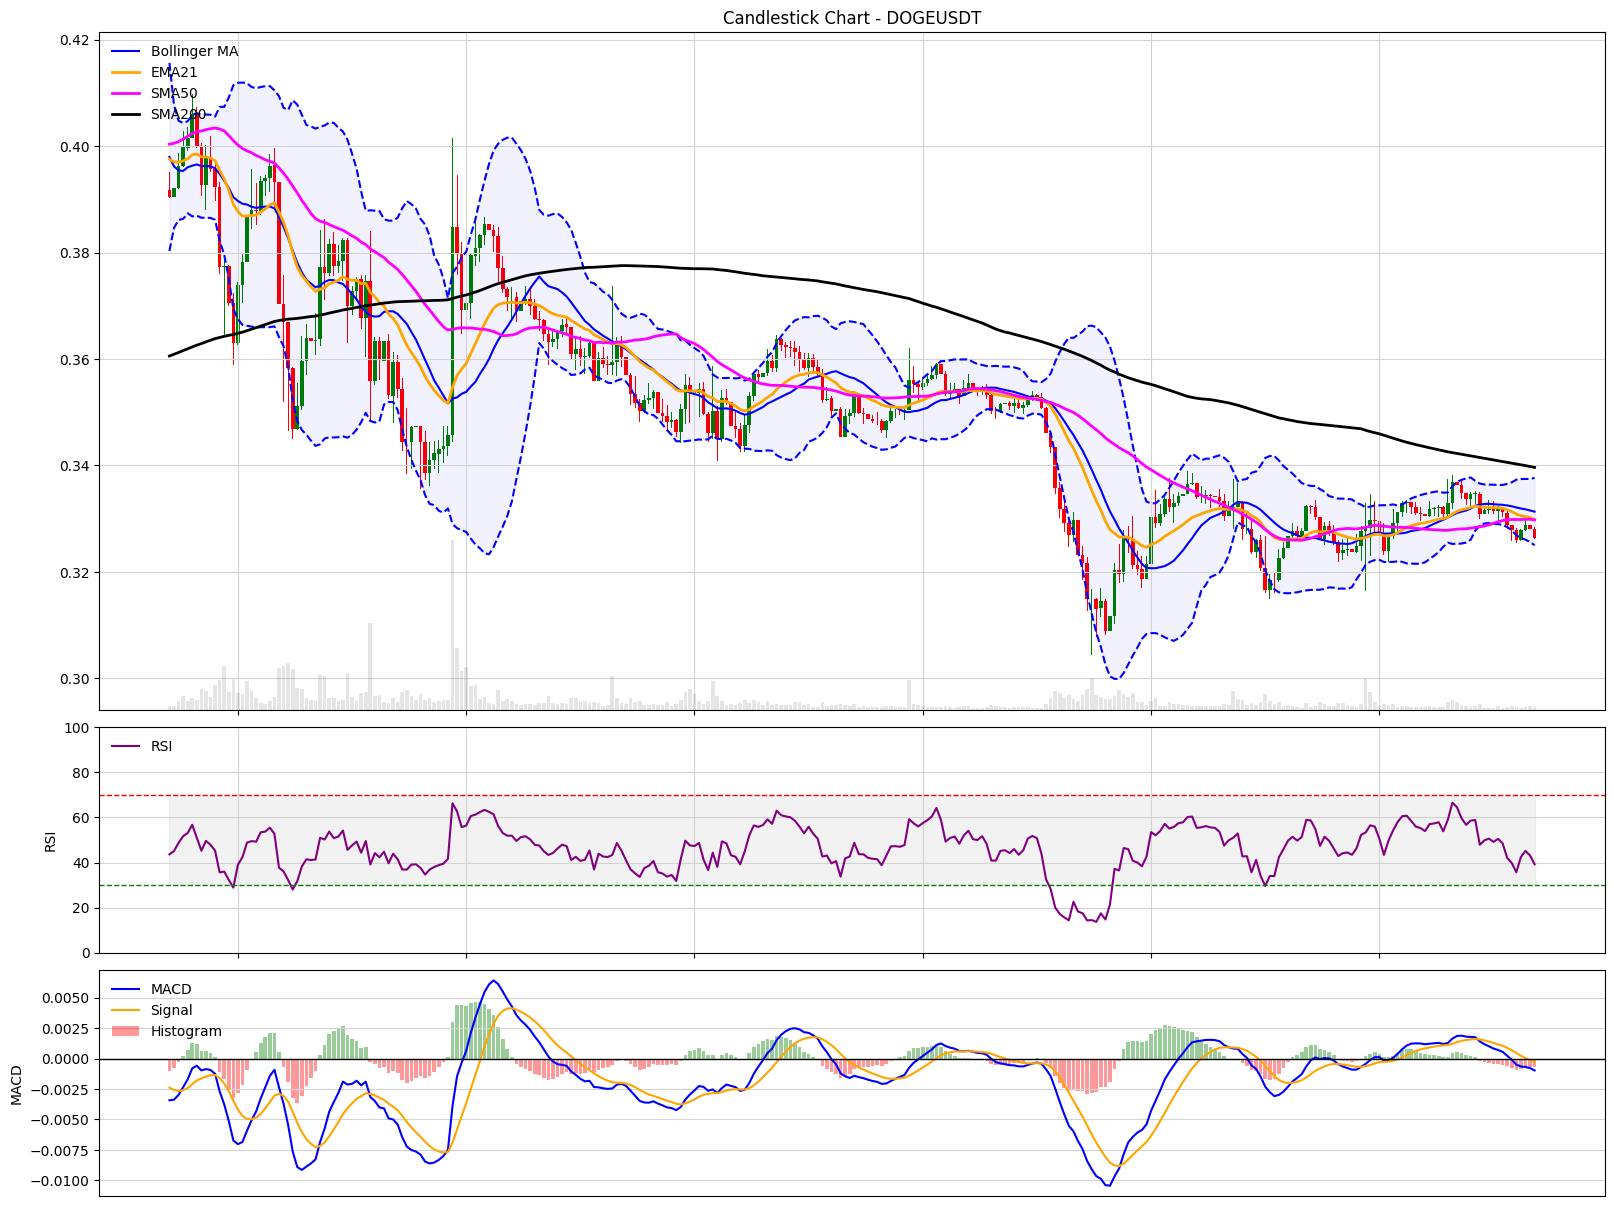 Candlestick Chart - DOGEUSDT
0.42
0.40
0.38
0.36
0.34
0.32
0.30
Bollinger MA
EMA21
SMA50
SMA200
100
80
60
40
20
0
RSI
RSI
0.0050
0.0025
0.0000
−0.0025
−0.0050
−0.0075
−0.0100
MACD
MACD
Signal
Histogram